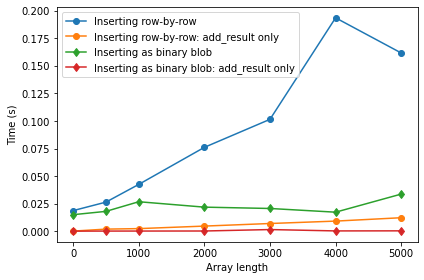 0.200
0.175
0.150
0.125
0.100
0.075
0.050
0.025
0.000
Time (s)
Inserting row-by-row
Inserting row-by-row: add_result only
Inserting as binary blob
Inserting as binary blob: add_result only
0 1000 2000 3000 4000 5000
Array length